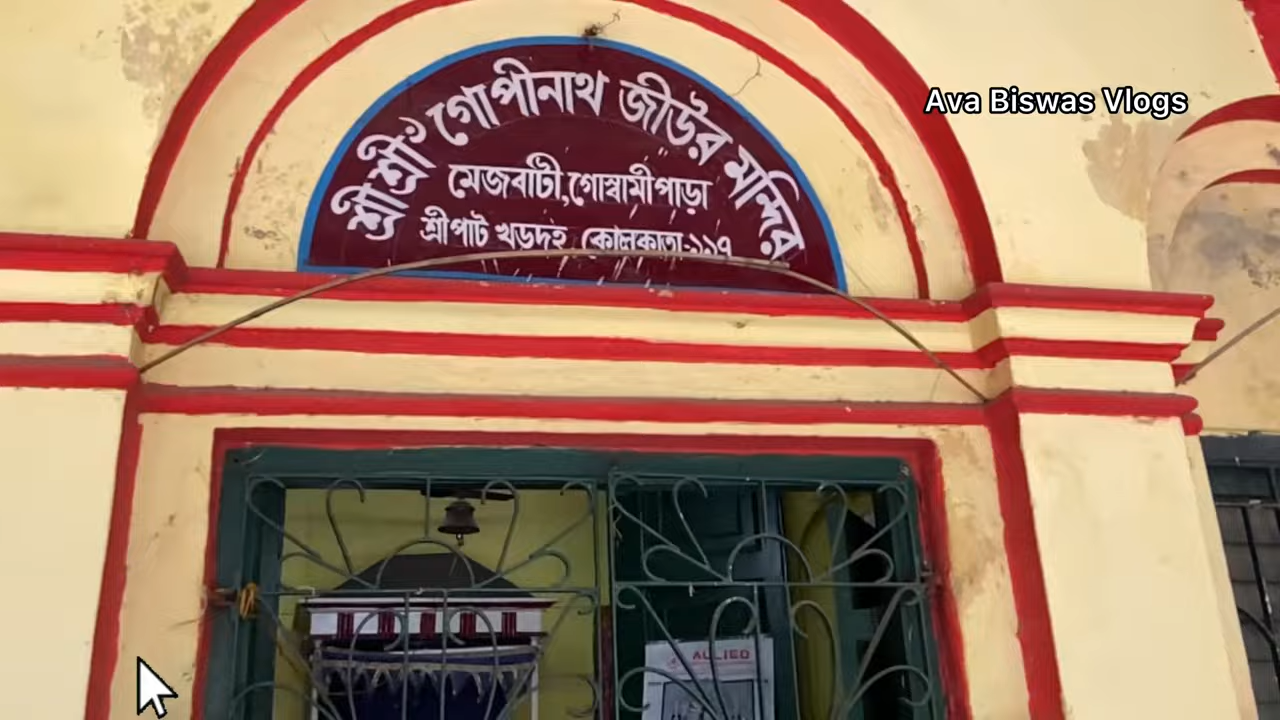 শ্রীশ্রী গোপীনাথ জীউর মন্দির
মেজবাটী,গোস্বামীপাড়া
শ্রীপাট খড়দহ, কোলকাতা-১১৭
Ava Biswas Vlogs
ALLIED